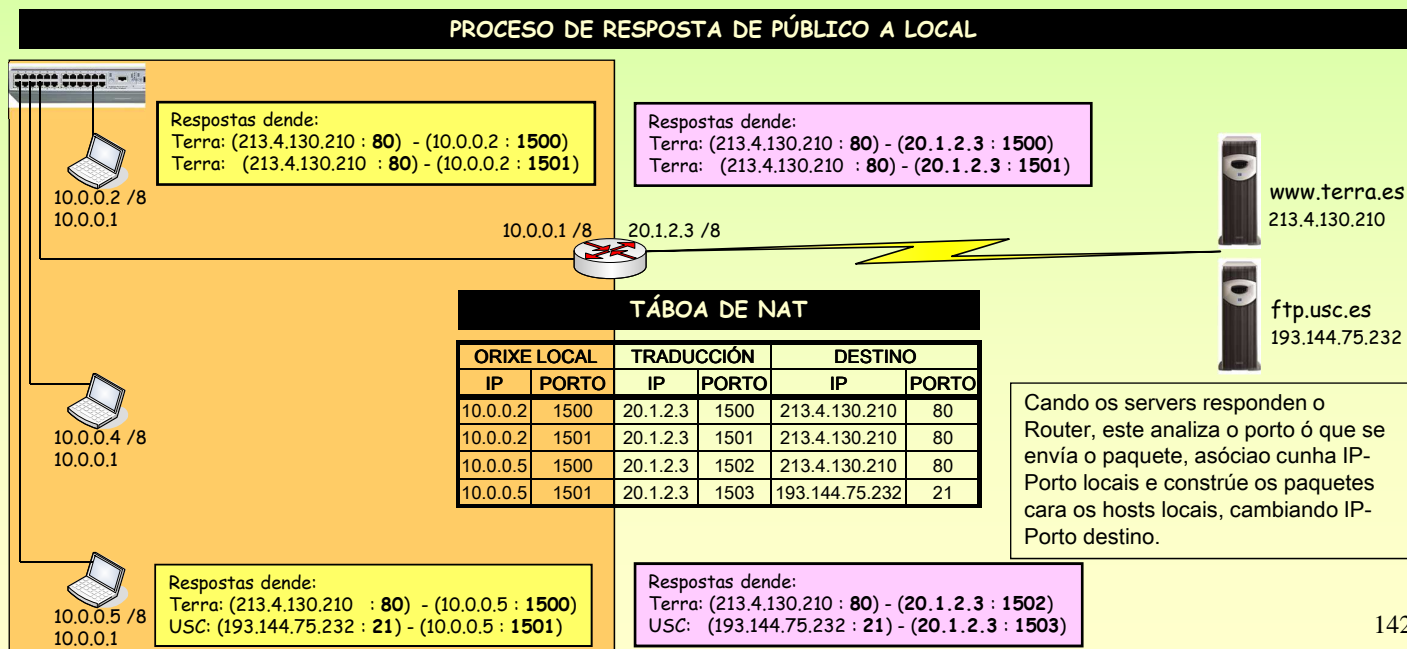 PROCESO DE RESPOSTA DE PÚBLICO A LOCAL
Respostas dende:
Terra: (213.4.130.210 : 80) - (10.0.0.2 : 1500)
Terra: (213.4.130.210 : 80) - (10.0.0.2 : 1501)
Respostas dende:
Terra: (213.4.130.210 : 80) - (20.1.2.3 : 1500)
Terra: (213.4.130.210 : 80) - (20.1.2.3 : 1501)
10.0.0.2 /8
10.0.0.1
www.terra.es
213.4.130.210
10.0.0.1 /8
20.1.2.3 /8
ftp.usc.es
193.144.75.232
TÁBOA DE NAT
ORIXE LOCAL TRADUCCIÓN DESTINO
IP PORTO IP PORTO IP PORTO
10.0.0.2 1500 20.1.2.3 1500 213.4.130.210 80
10.0.0.2 1501 20.1.2.3 1501 213.4.130.210 80
10.0.0.5 1500 20.1.2.3 1502 213.4.130.210 80
10.0.0.5 1501 20.1.2.3 1503 193.144.75.232 21
10.0.0.4 /8
10.0.0.1
Cando os servers responden o
Router, este analiza o porto ó que se
envía o paquete, asóciao cunha IP-
Porto locais e constrúe os paquetes
cara os hosts locais, cambiando IP-
Porto destino.
10.0.0.5 /8
10.0.0.1
Respostas dende:
Terra: (213.4.130.210 : 80) - (10.0.0.5 : 1500)
USC: (193.144.75.232 : 21) - (10.0.0.5 : 1501)
Respostas dende:
Terra: (213.4.130.210 : 80) - (20.1.2.3 : 1502)
USC: (193.144.75.232 : 21) - (20.1.2.3 : 1503)
142